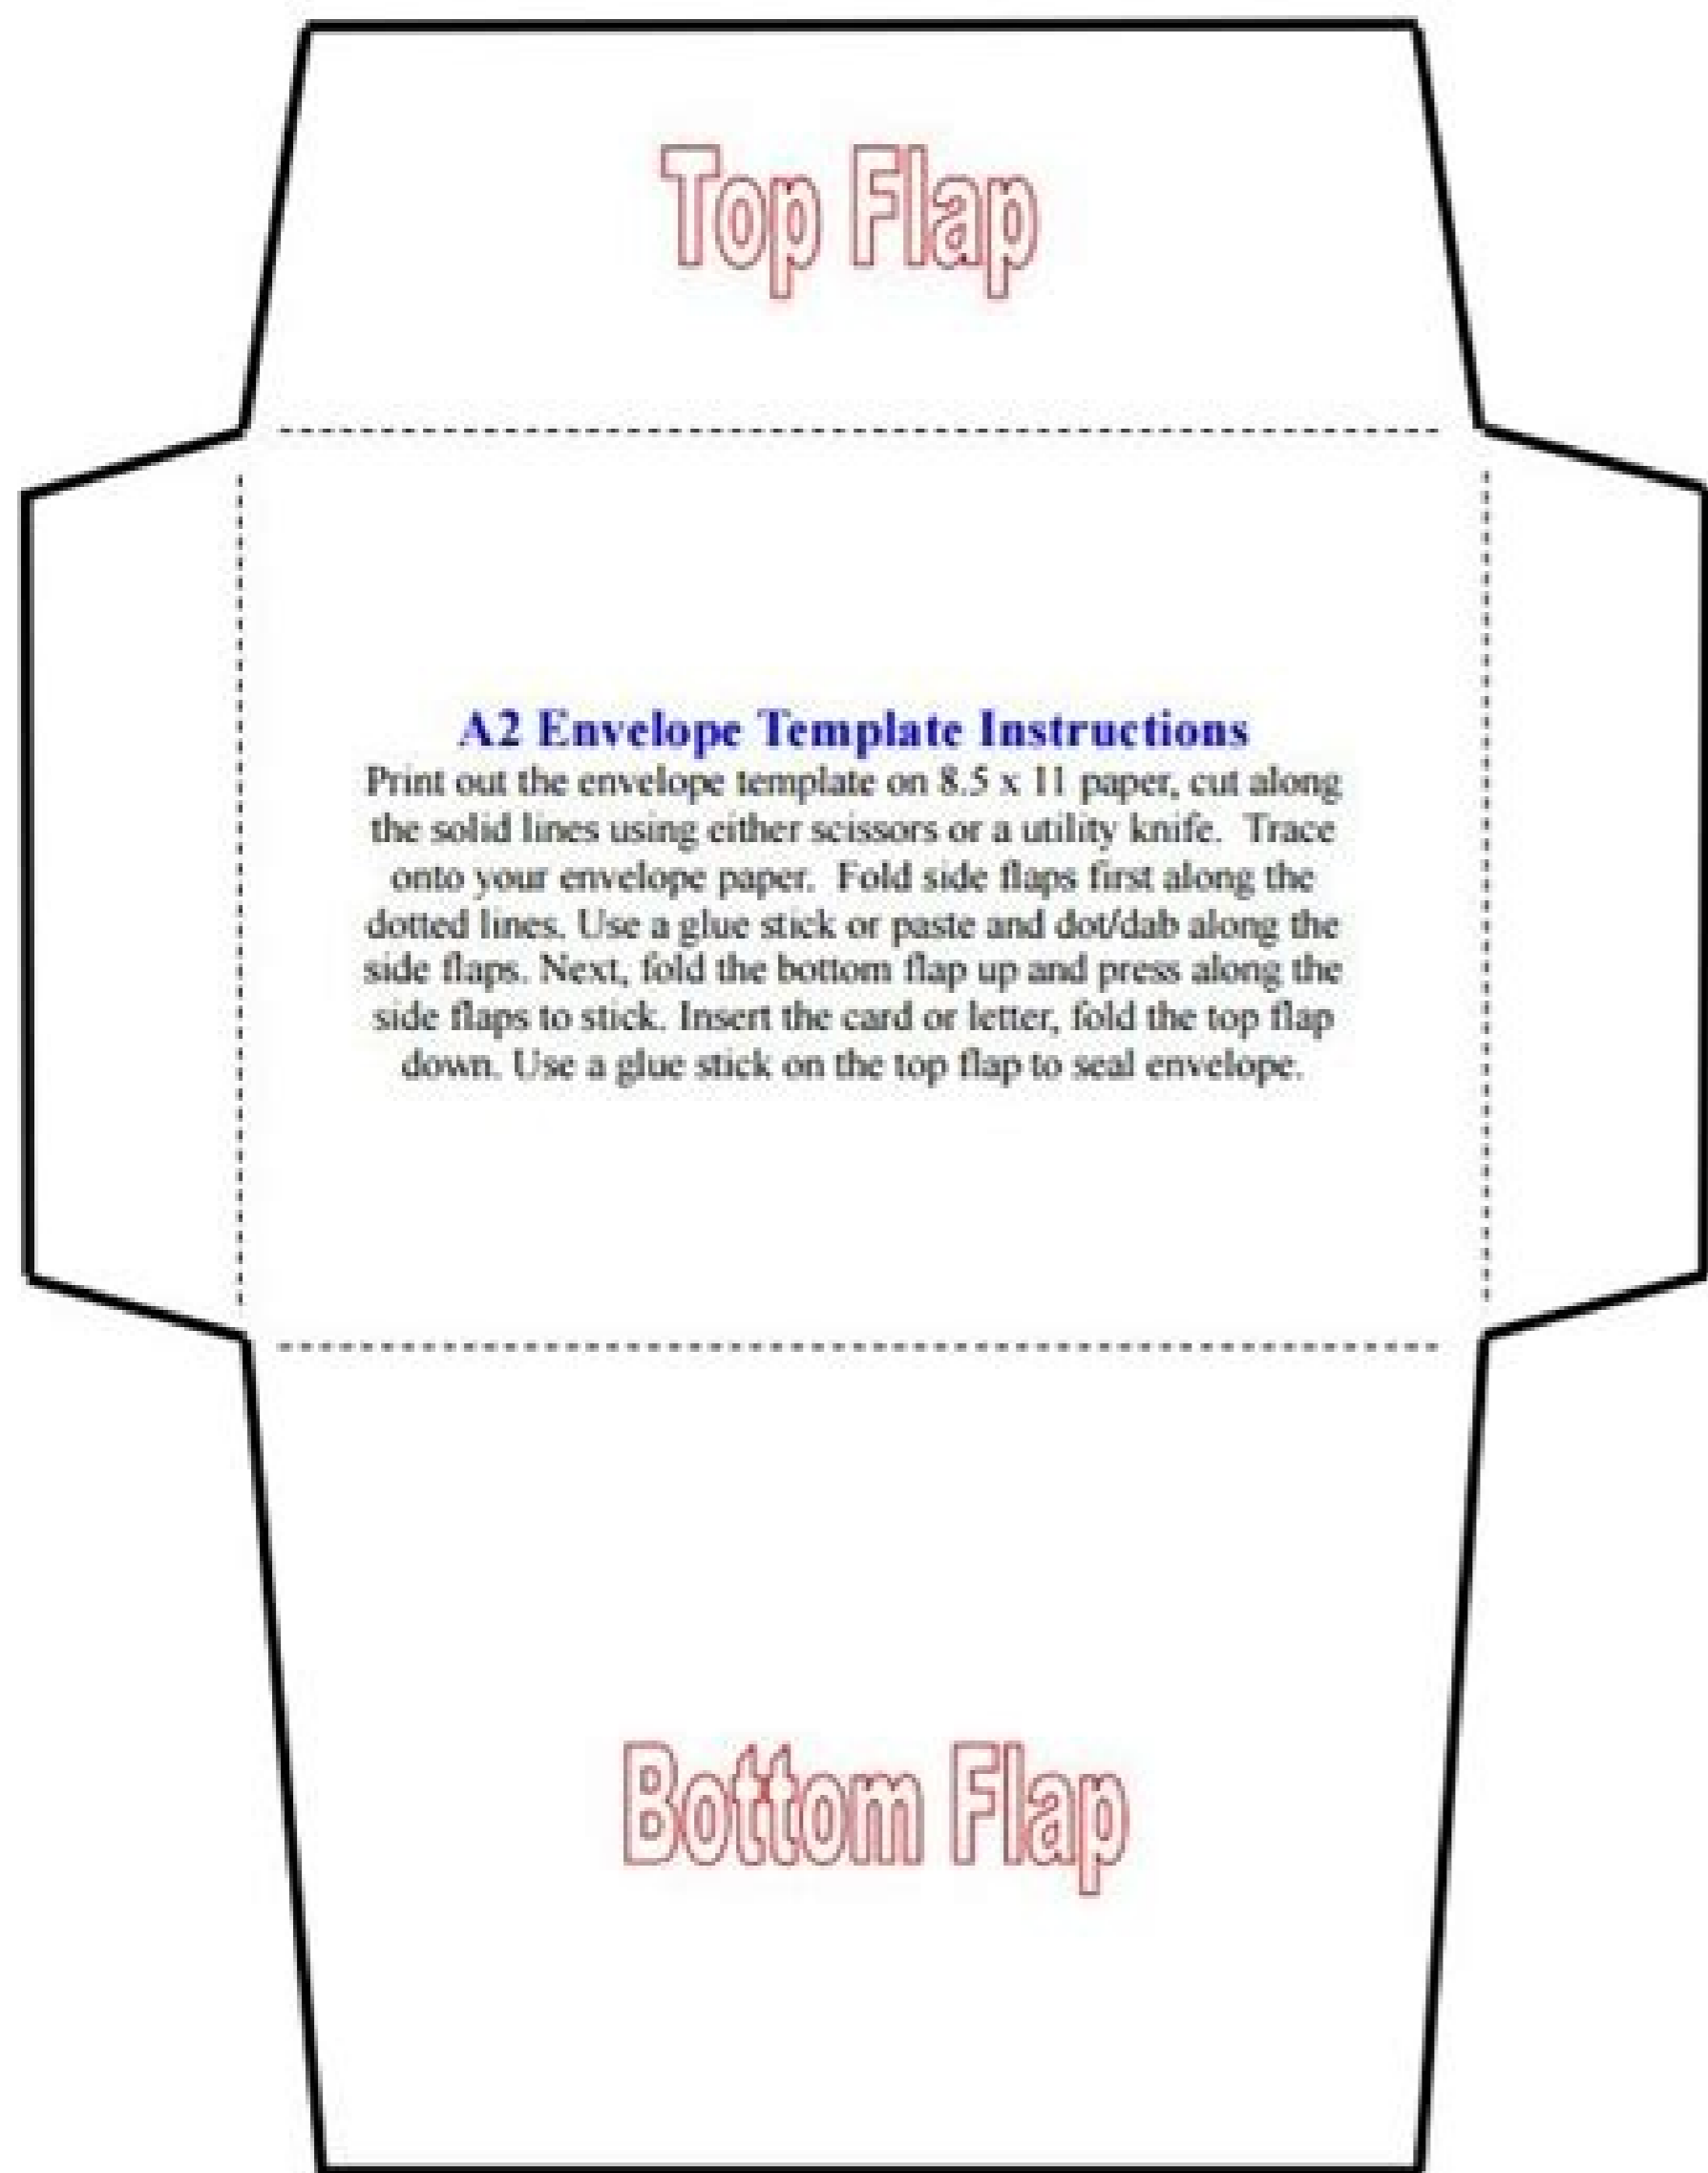 Top Flap
A2 Envelope Template Instructions
Print out the envelope template on 8.5 x 11 paper, cut along
the solid lines using either scissors or a utility knife. Trace
onto your envelope paper. Fold side flaps first along the
dotted lines. Use a glue stick or paste and dot/dab along the
side flaps. Next, fold the bottom flap up and press along the
side flaps to stick. Insert the card or letter, fold the top flap
down. Use a glue stick on the top flap to seal envelope.
Bottom Flap